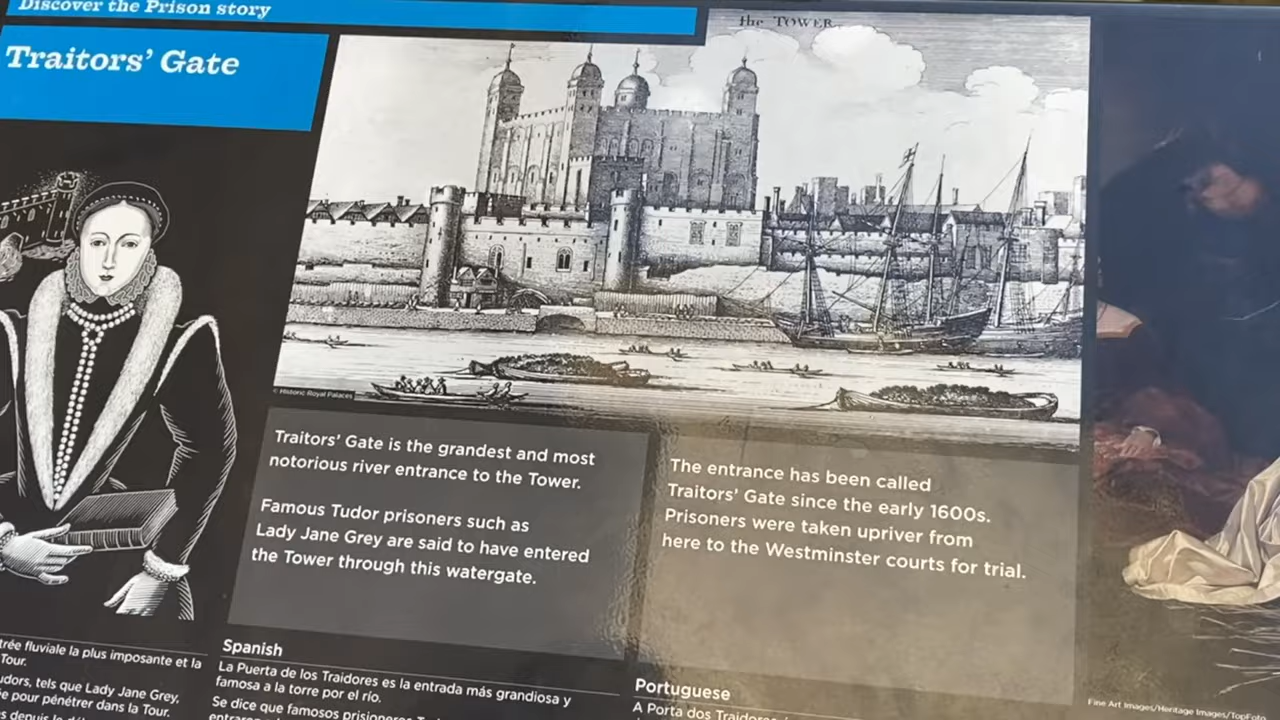 Discover the Prison story
Traitors' Gate
the TOWER
© Historic Royal Palaces
Traitors' Gate is the grandest and most
notorious river entrance to the Tower.
Famous Tudor prisoners such as
Lady Jane Grey are said to have entered
the Tower through this watergate.
The entrance has been called
Traitors' Gate since the early 1600s.
Prisoners were taken upriver from
here to the Westminster courts for trial.
fluviale la plus imposante et la
Tour.
tels que Lady Jane Grey,
pour pénétrer dans la Tour.
depuis le
Spanish
La Puerta de los Traidores es la entrada más grandiosa y
famosa a la torre por el río.
Se dice que famosos
Portuguese
A Porta dos
Fine Art Images/Heritage Images/TopFoto